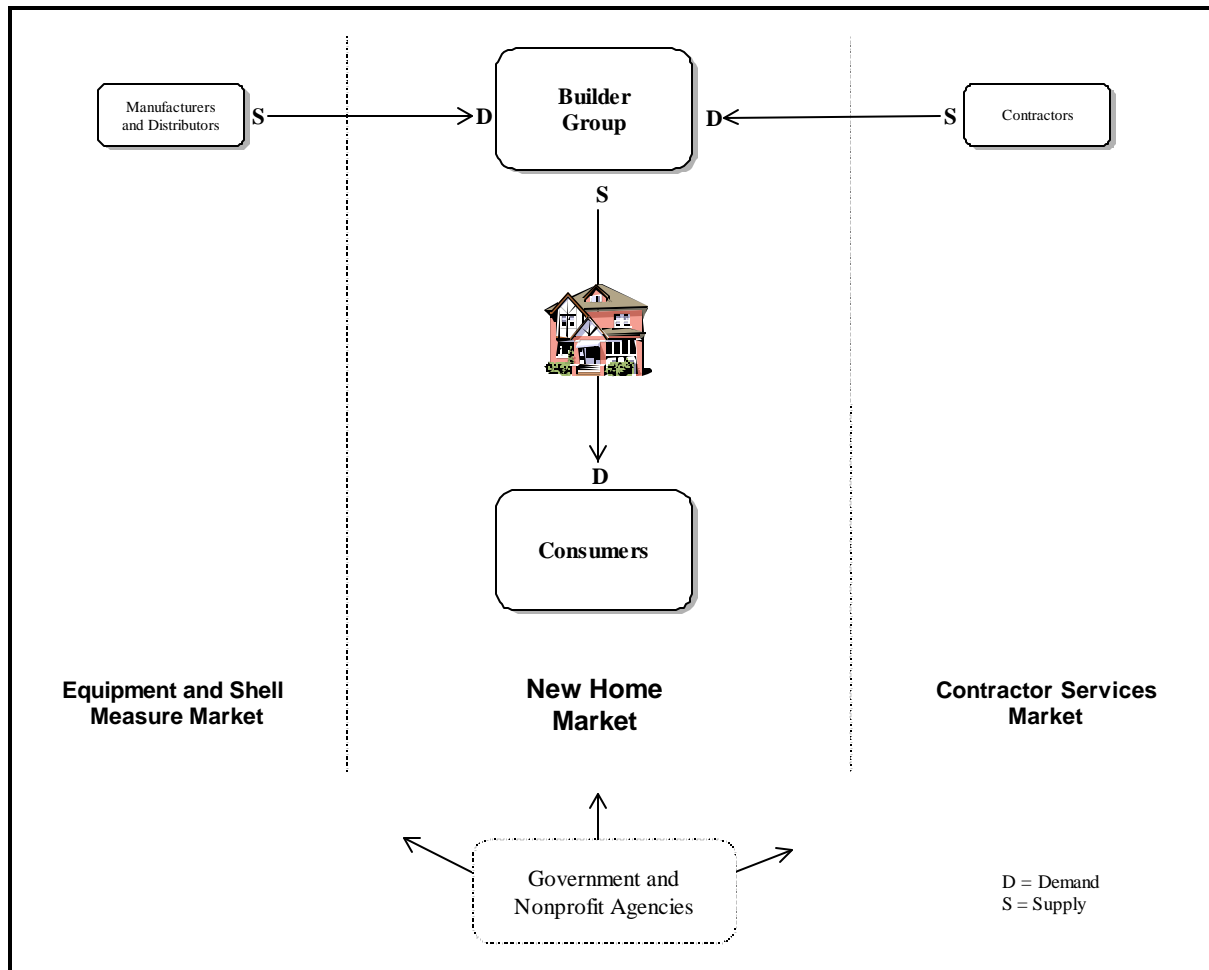 Manufacturers
and Distributors
S
D
Builder
Group
D
S
Contractors
S
D
Consumers
Equipment and Shell
Measure Market
New Home
Market
Contractor Services
Market
Government and
Nonprofit Agencies
D = Demand
S = Supply